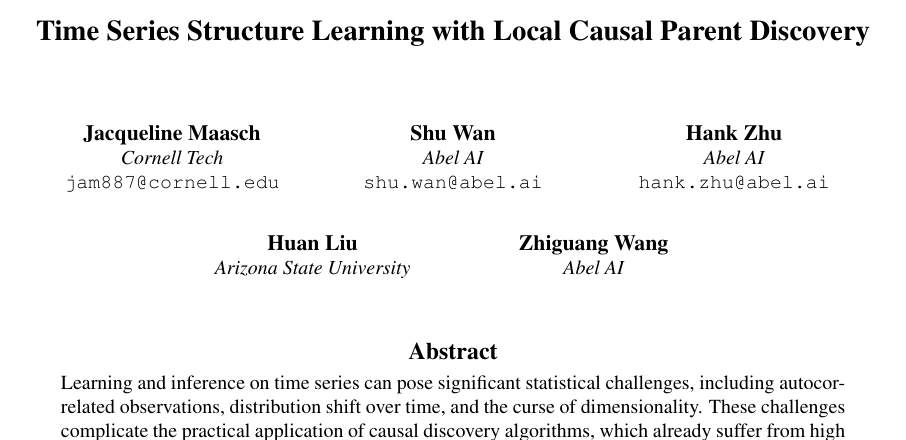 Time Series Structure Learning with Local Causal Parent Discovery
Jacqueline Maasch
Cornell Tech
jam887@cornell.edu
Shu Wan
Abel AI
shu.wan@abel.ai
Hank Zhu
Abel AI
hank.zhu@abel.ai
Huan Liu
Arizona State University
Zhiguang Wang
Abel AI
Abstract
Learning and inference on time series can pose significant statistical challenges, including autocor-
related observations, distribution shift over time, and the curse of dimensionality. These challenges
complicate the practical application of causal discovery algorithms, which already suffer from high